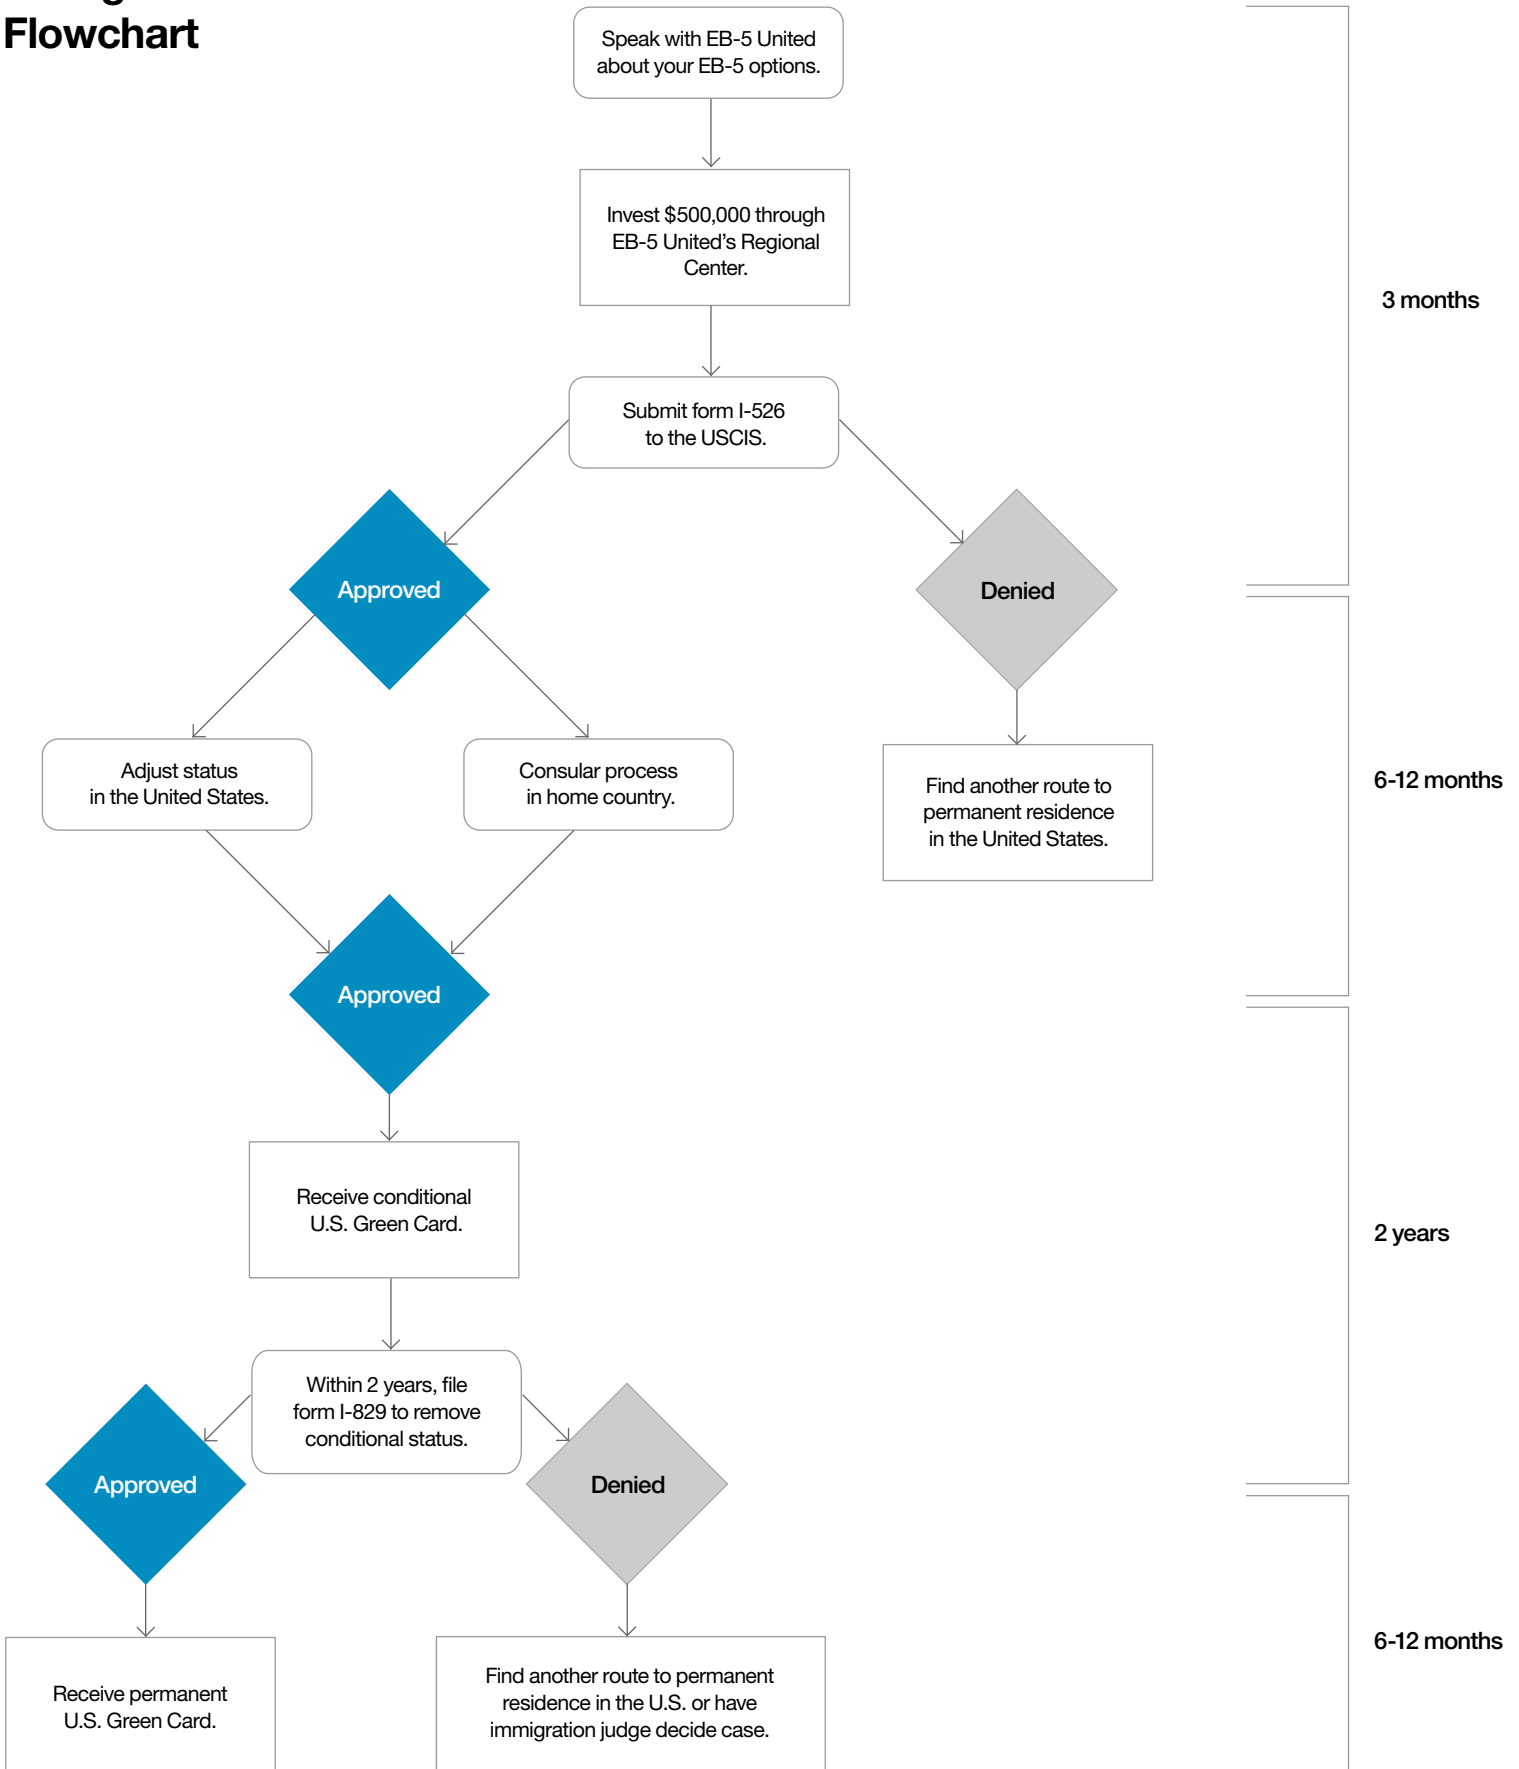 Flowchart
Speak with EB-5 United
about your EB-5 options.
Invest $500,000 through
EB-5 United’s Regional
Center.
3 months
Submit form I-526
to the USCIS.
Approved
Denied
Adjust status
in the United States.
Consular process
in home country.
Find another route to
permanent residence
in the United States.
6-12 months
Approved
Receive conditional
U.S. Green Card.
2 years
Within 2 years, file
form I-829 to remove
conditional status.
Approved
Denied
Receive permanent
U.S. Green Card.
Find another route to permanent
residence in the U.S. or have
immigration judge decide case.
6-12 months